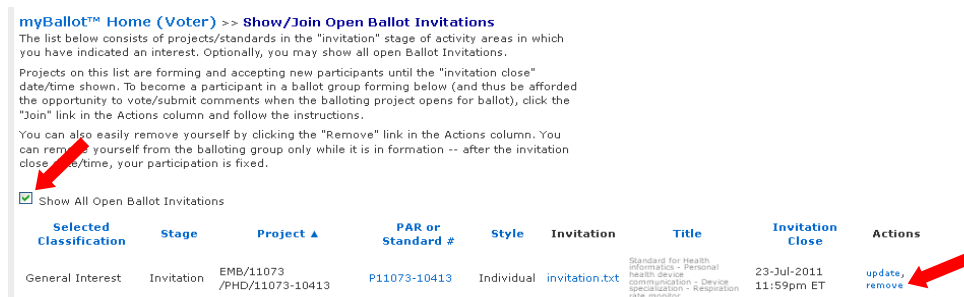 myBallot™ Home (Voter) >> Show/Join Open Ballot Invitations
The list below consists of projects/standards in the "invitation" stage of activity areas in which
you have indicated an interest. Optionally, you may show all open Ballot Invitations.
Projects on this list are forming and accepting new participants until the "invitation close"
date/time shown. To become a participant in a ballot group forming below (and thus be afforded
the opportunity to vote/submit comments when the balloting project opens for ballot), click the
"Join" link in the Actions column and follow the instructions.
You can also easily remove yourself by clicking the "Remove" link in the Actions column. You
can remove yourself from the balloting group only while it is in formation -- after the invitation
close date/time, your participation is fixed.
Show All Open Ballot Invitations
Selected Classification Stage Project ▲ PAR or Standard # Style Invitation Title Invitation Close Actions
General Interest Invitation EMB/11073 /PHD/11073-10413 P11073-10413 Individual invitation.txt Standard for Health informatics - Personal health device communication - Device specialization - Respiration rate monitor 23-Jul-2011 11:59pm ET update, remove